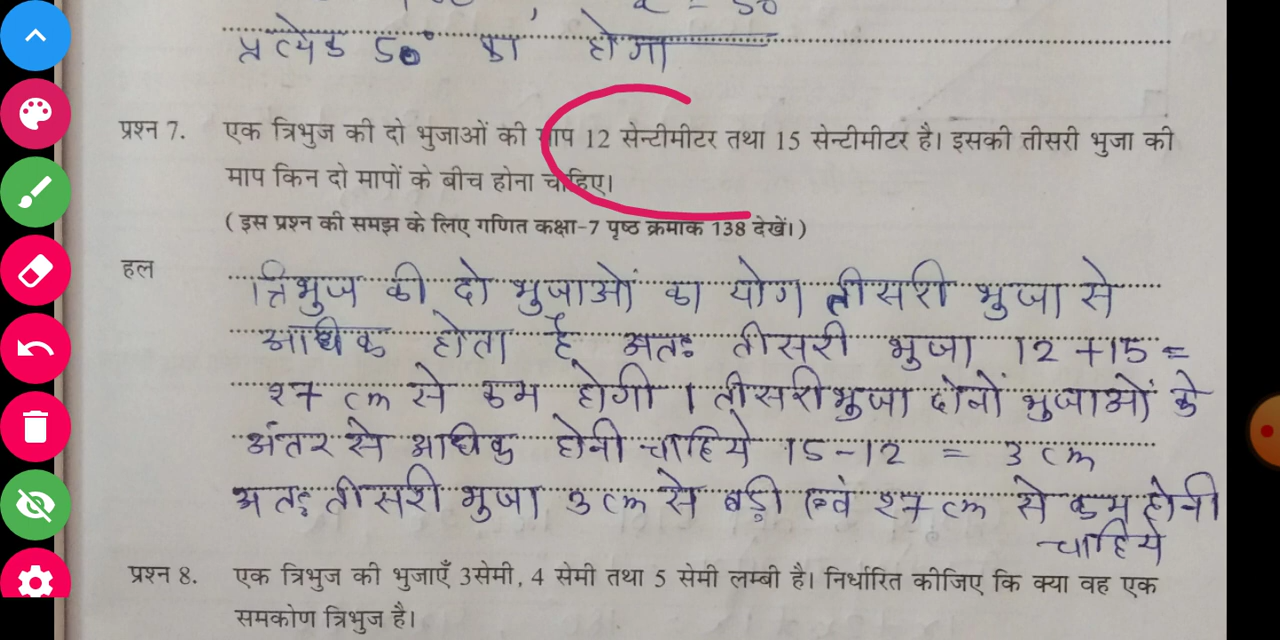 प्रत्येक 50° का होगा
प्रश्न 7. एक त्रिभुज की दो भुजाओं की माप 12 सेन्टीमीटर तथा 15 सेन्टीमीटर है। इसकी तीसरी भुजा की
माप किन दो मापों के बीच होना चाहिए।
( इस प्रश्न की समझ के लिए गणित कक्षा-7 पृष्ठ क्रमाक 138 देखें। )
हल त्रिभुज की दो भुजाओं का योग तीसरी भुजा से
अधिक होता है अतः तीसरी भुजा 12 + 15 =
२७ cm से कम होगी । तीसरी भुजा दोनों भुजाओं के
अंतर से अधिक होनी चाहिये 15 - 12 = 3 cm
अतः तीसरी भुजा 3 cm से बड़ी एवं २७ cm से कम होनी
चाहिये
प्रश्न 8. एक त्रिभुज की भुजाएँ 3सेमी, 4 सेमी तथा 5 सेमी लम्बी है। निर्धारित कीजिए कि क्या वह एक
समकोण त्रिभुज है।